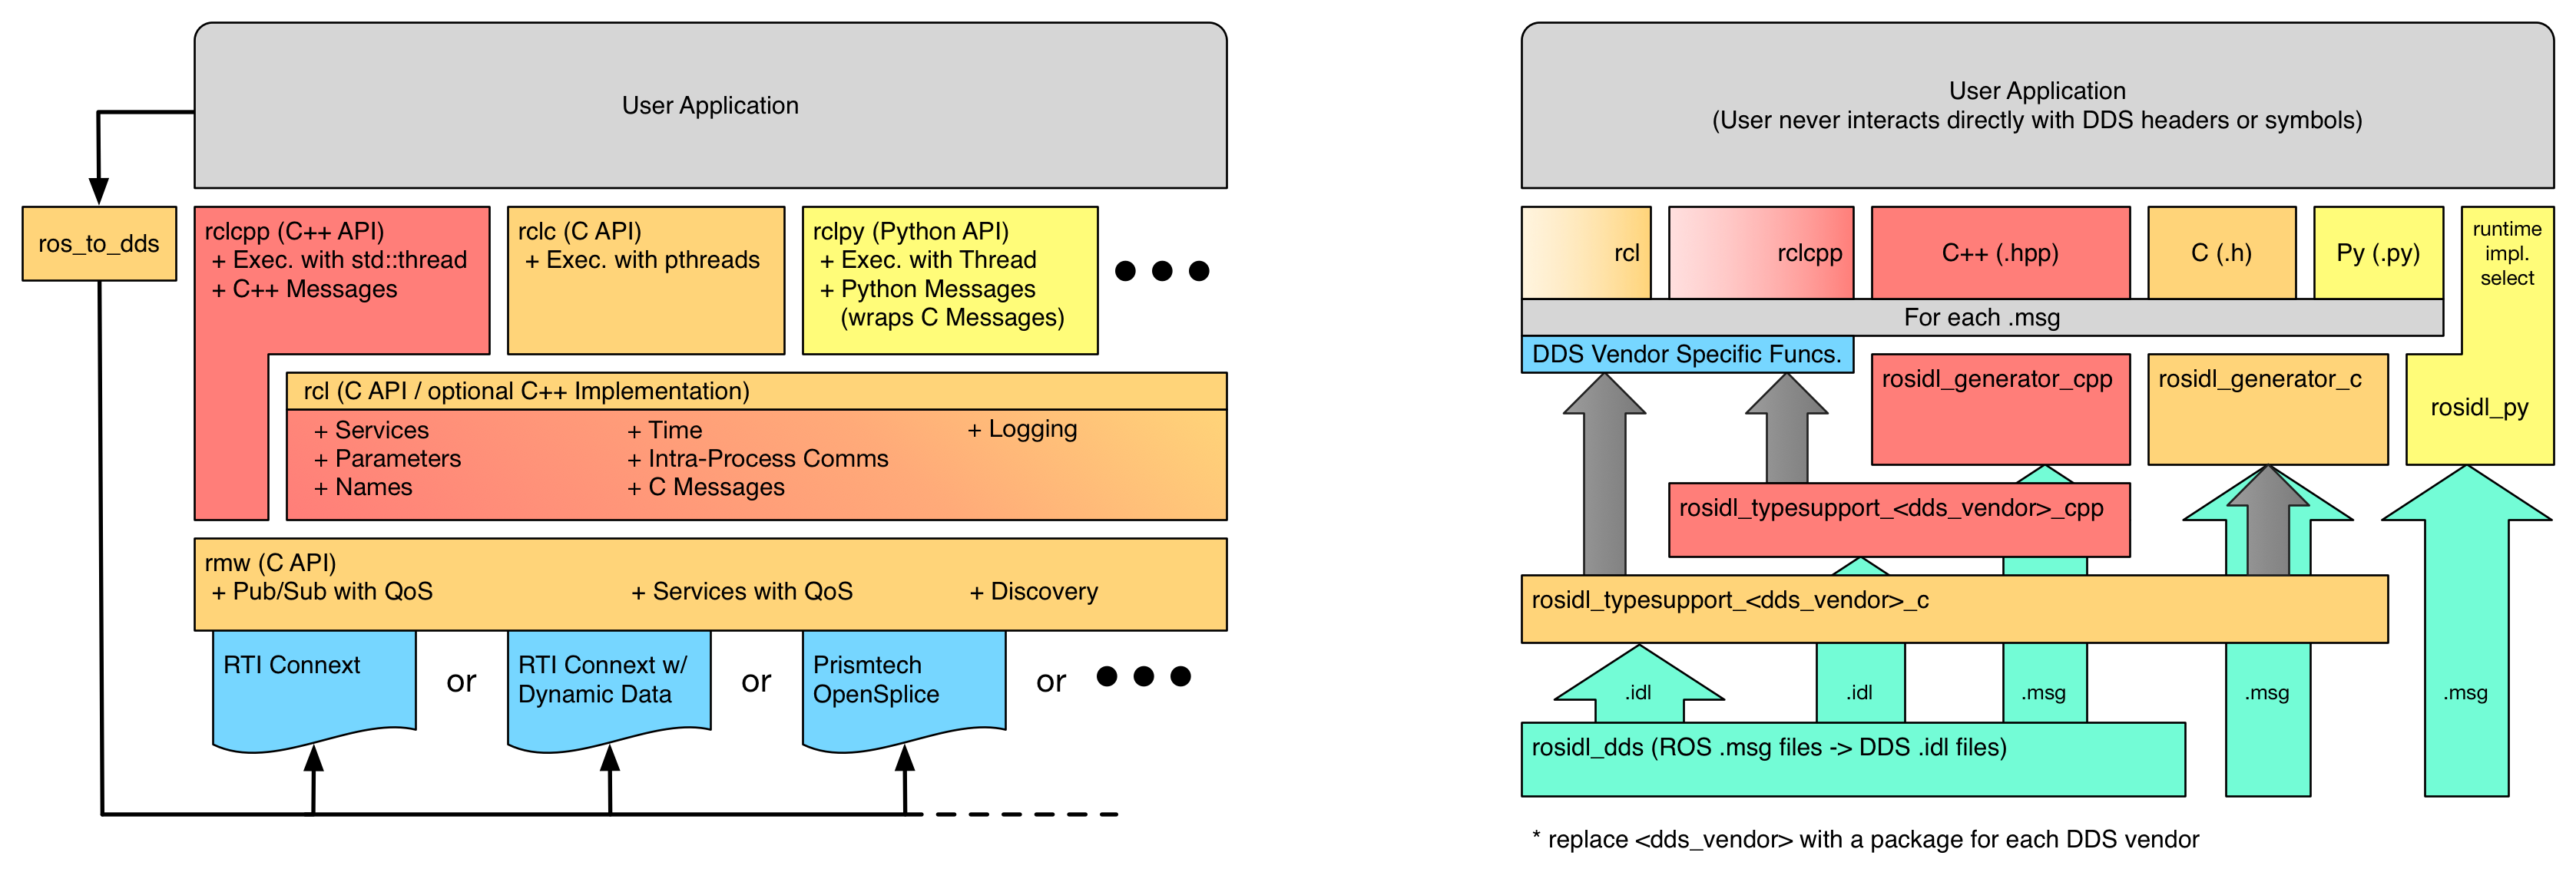 User Application
ros_to_dds
rclcpp (C++ API)
+ Exec. with std::thread
+ C++ Messages
rclc (C API)
+ Exec. with pthreads
rclpy (Python API)
+ Exec. with Thread
+ Python Messages
(wraps C Messages)
rcl (C API / optional C++ Implementation)
+ Services
+ Parameters
+ Names
+ Time
+ Intra-Process Comms
+ C Messages
+ Logging
rmw (C API)
+ Pub/Sub with QoS
+ Services with QoS
+ Discovery
RTI Connext
or
RTI Connext w/
Dynamic Data
or
Prismtech
OpenSplice
or
User Application
(User never interacts directly with DDS headers or symbols)
rcl
rclcpp
C++ (.hpp)
C (.h)
Py (.py)
runtime
impl.
select
For each .msg
DDS Vendor Specific Funcs.
rosidl_generator_cpp
rosidl_generator_c
rosidl_py
rosidl_typesupport_<dds_vendor>_cpp
rosidl_typesupport_<dds_vendor>_c
.idl
.idl
.msg
.msg
.msg
rosidl_dds (ROS .msg files -> DDS .idl files)
* replace <dds_vendor> with a package for each DDS vendor